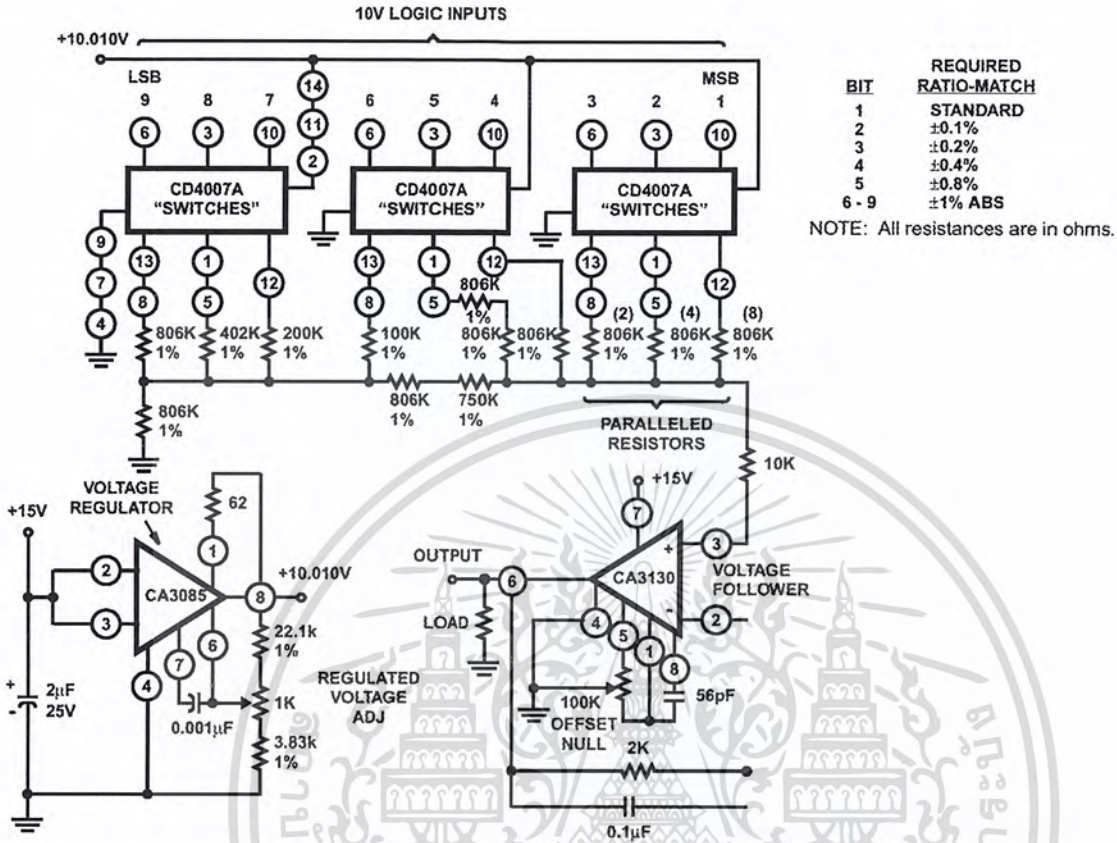 10V LOGIC INPUTS
+10.010V
LSB
MSB
9 8 7 6 5 4 3 2 1
14
11
2
6 3 10
6 3 10
6 3 10
CD4007A
"SWITCHES"
CD4007A
"SWITCHES"
CD4007A
"SWITCHES"
9
7
4
13 1 12
8 5
13 1 12
8 5
13 1 12
8 5
806K
1%
402K
1%
200K
1%
100K
1%
806K
1%
806K
1%
806K
1%
(2)
806K
1%
(4)
806K
1%
(8)
806K
1%
806K
1%
750K
1%
806K
1%
PARALLELED
RESISTORS
10K
REQUIRED
BIT RATIO-MATCH
1 STANDARD
2 ±0.1%
3 ±0.2%
4 ±0.4%
5 ±0.8%
6 - 9 ±1% ABS
NOTE: All resistances are in ohms.
VOLTAGE
REGULATOR
+15V
62
1
2
3
CA3085
8
+10.010V
7
6
4
22.1k
1%
1K
3.83k
1%
0.001µF
+
-
2µF
25V
REGULATED
VOLTAGE
ADJ
+15V
7
OUTPUT
6
LOAD
CA3130
+
-
3
2
VOLTAGE
FOLLOWER
4
5
1
8
56pF
100K
OFFSET
NULL
2K
0.1µF